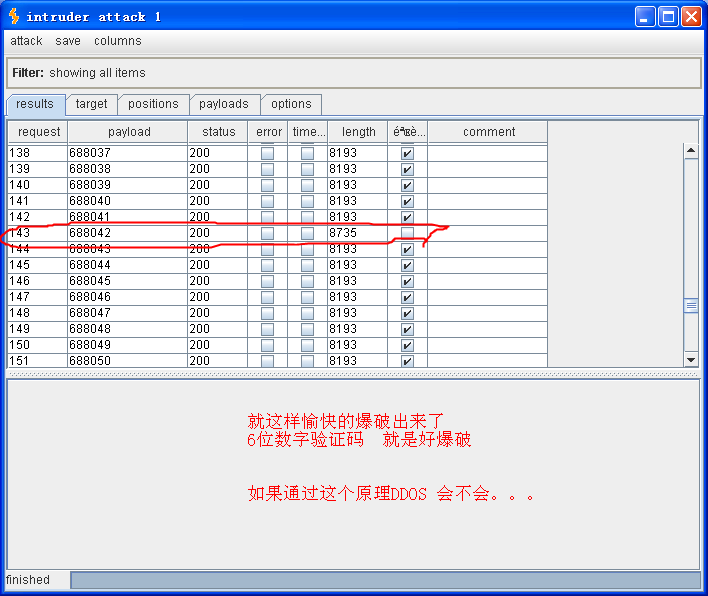 intruder attack 1
attack save columns
Filter: showing all items
results target positions payloads options
request payload status error time... length éªŒè... comment
138 688037 200 8193
139 688038 200 8193
140 688039 200 8193
141 688040 200 8193
142 688041 200 8193
143 688042 200 8735
144 688043 200 8193
145 688044 200 8193
146 688045 200 8193
147 688046 200 8193
148 688047 200 8193
149 688048 200 8193
150 688049 200 8193
151 688050 200 8193
就这样愉快的爆破出来了
6位数字验证码 就是好爆破
如果通过这个原理DDOS 会不会。。。
finished